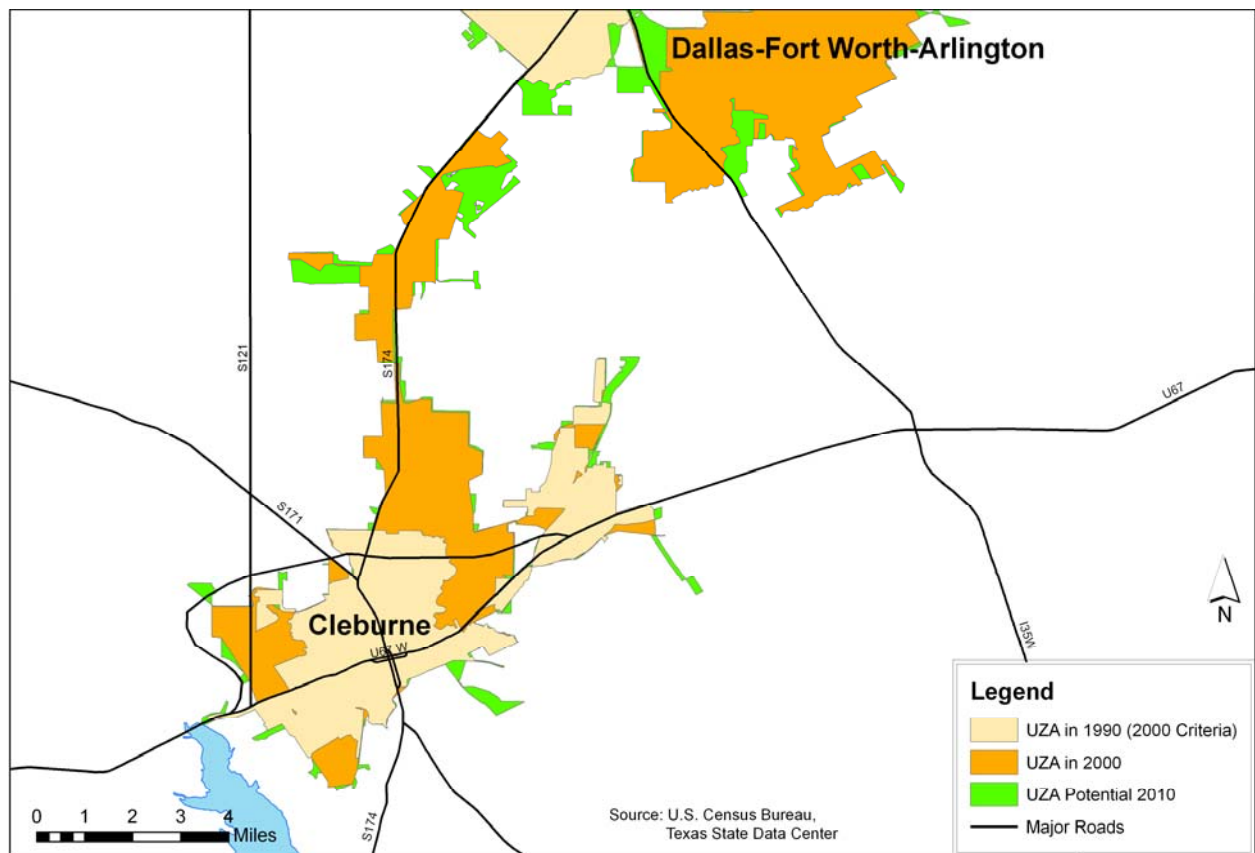 Dallas-Fort Worth-Arlington
S121
S174
U67
S171
Cleburne
U67 W
I35W
N
Legend
UZA in 1990 (2000 Criteria)
UZA in 2000
UZA Potential 2010
Major Roads
0 1 2 3 4
Miles
S174
Source: U.S. Census Bureau,
Texas State Data Center